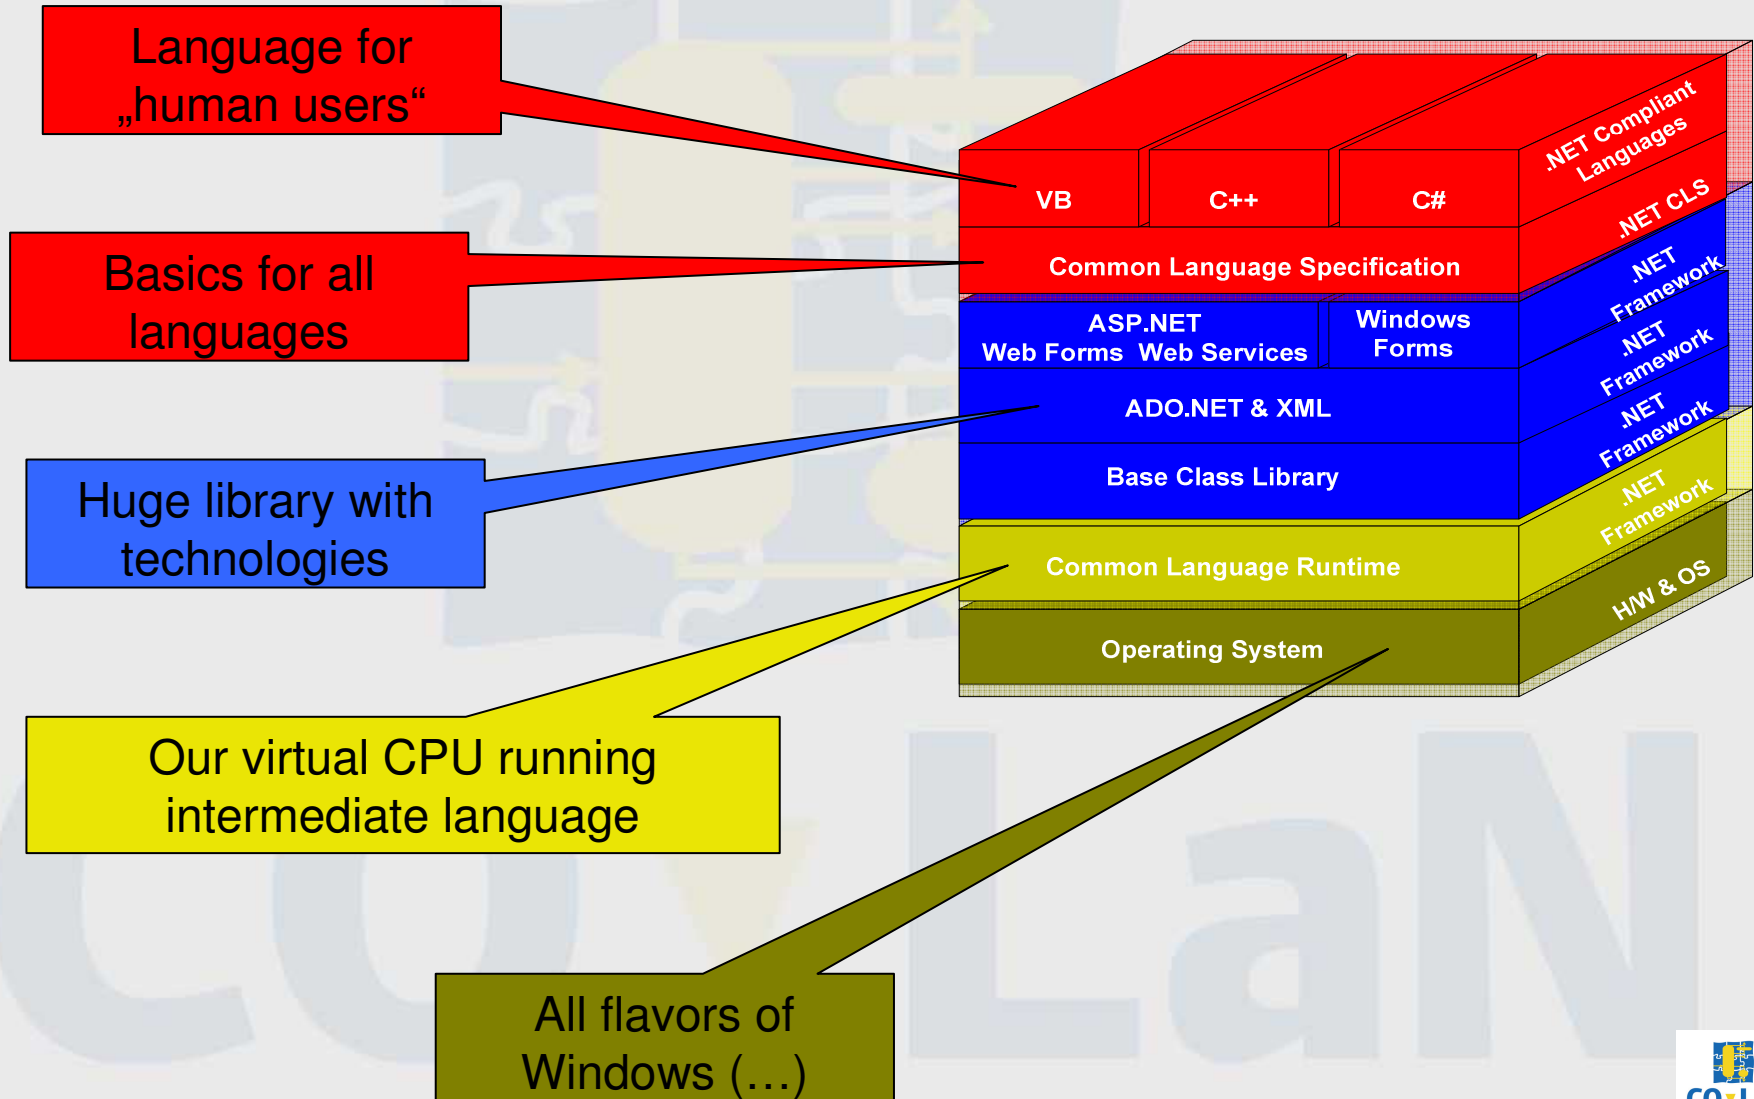 Language for
„human users“
Basics for all
languages
Huge library with
technologies
Our virtual CPU running
intermediate language
All flavors of
Windows (...)
VB
C++
C#
.NET Compliant
Languages
Common Language Specification
.NET CLS
ASP.NET
Web Forms Web Services
Windows
Forms
.NET
Framework
ADO.NET & XML
.NET
Framework
Base Class Library
.NET
Framework
Common Language Runtime
.NET
Framework
Operating System
H/W & OS
CO LaN